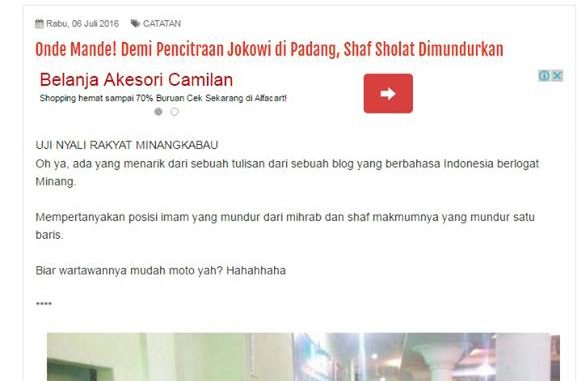 Rabu, 06 Juli 2016 CATATAN
Onde Mande! Demi Pencitraan Jokowi di Padang, Shaf Sholat Dimundurkan
Belanja Akesori Camilan
Shopping hemat sampai 70% Buruan Cek Sekarang di Alfacart!
UJI NYALI RAKYAT MINANGKABAU
Oh ya, ada yang menarik dari sebuah tulisan dari sebuah blog yang berbahasa Indonesia berlogat
Minang.
Mempertanyakan posisi imam yang mundur dari mihrab dan shaf makmumnya yang mundur satu
baris.
Biar wartawannya mudah moto yah? Hahahhaha
****